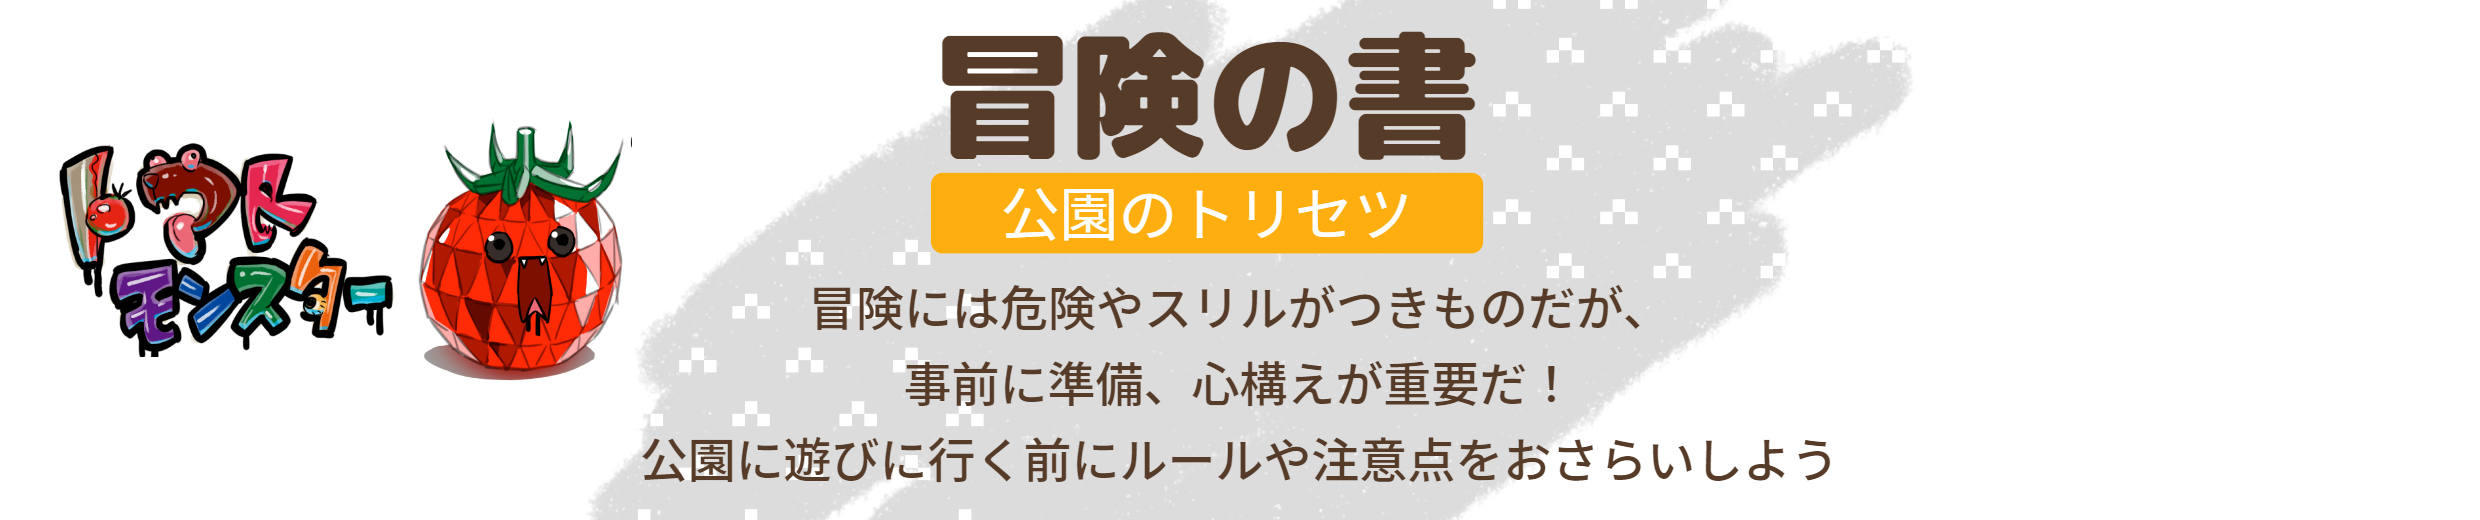 トマト
モンスター
冒険の書
公園のトリセツ
冒険には危険やスリルがつきものだが、
事前に準備、心構えが重要だ！
公園に遊びに行く前にルールや注意点をおさらいしよう